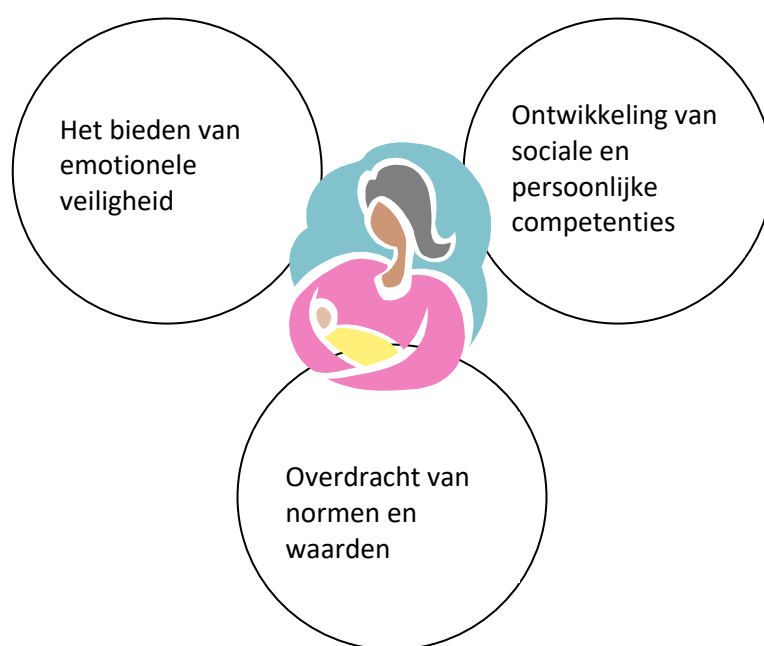 Het bieden van
emotionele
veiligheid
Ontwikkeling van
sociale en
persoonlijke
competenties
Overdracht van
normen en
waarden